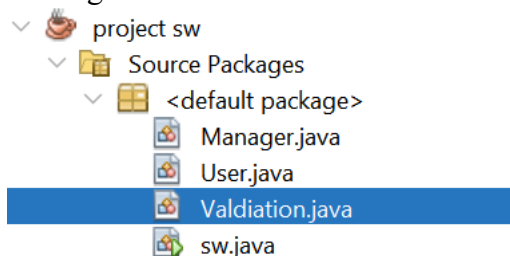 project sw
Source Packages
<default package>
Manager.java
User.java
Valdiation.java
sw.java